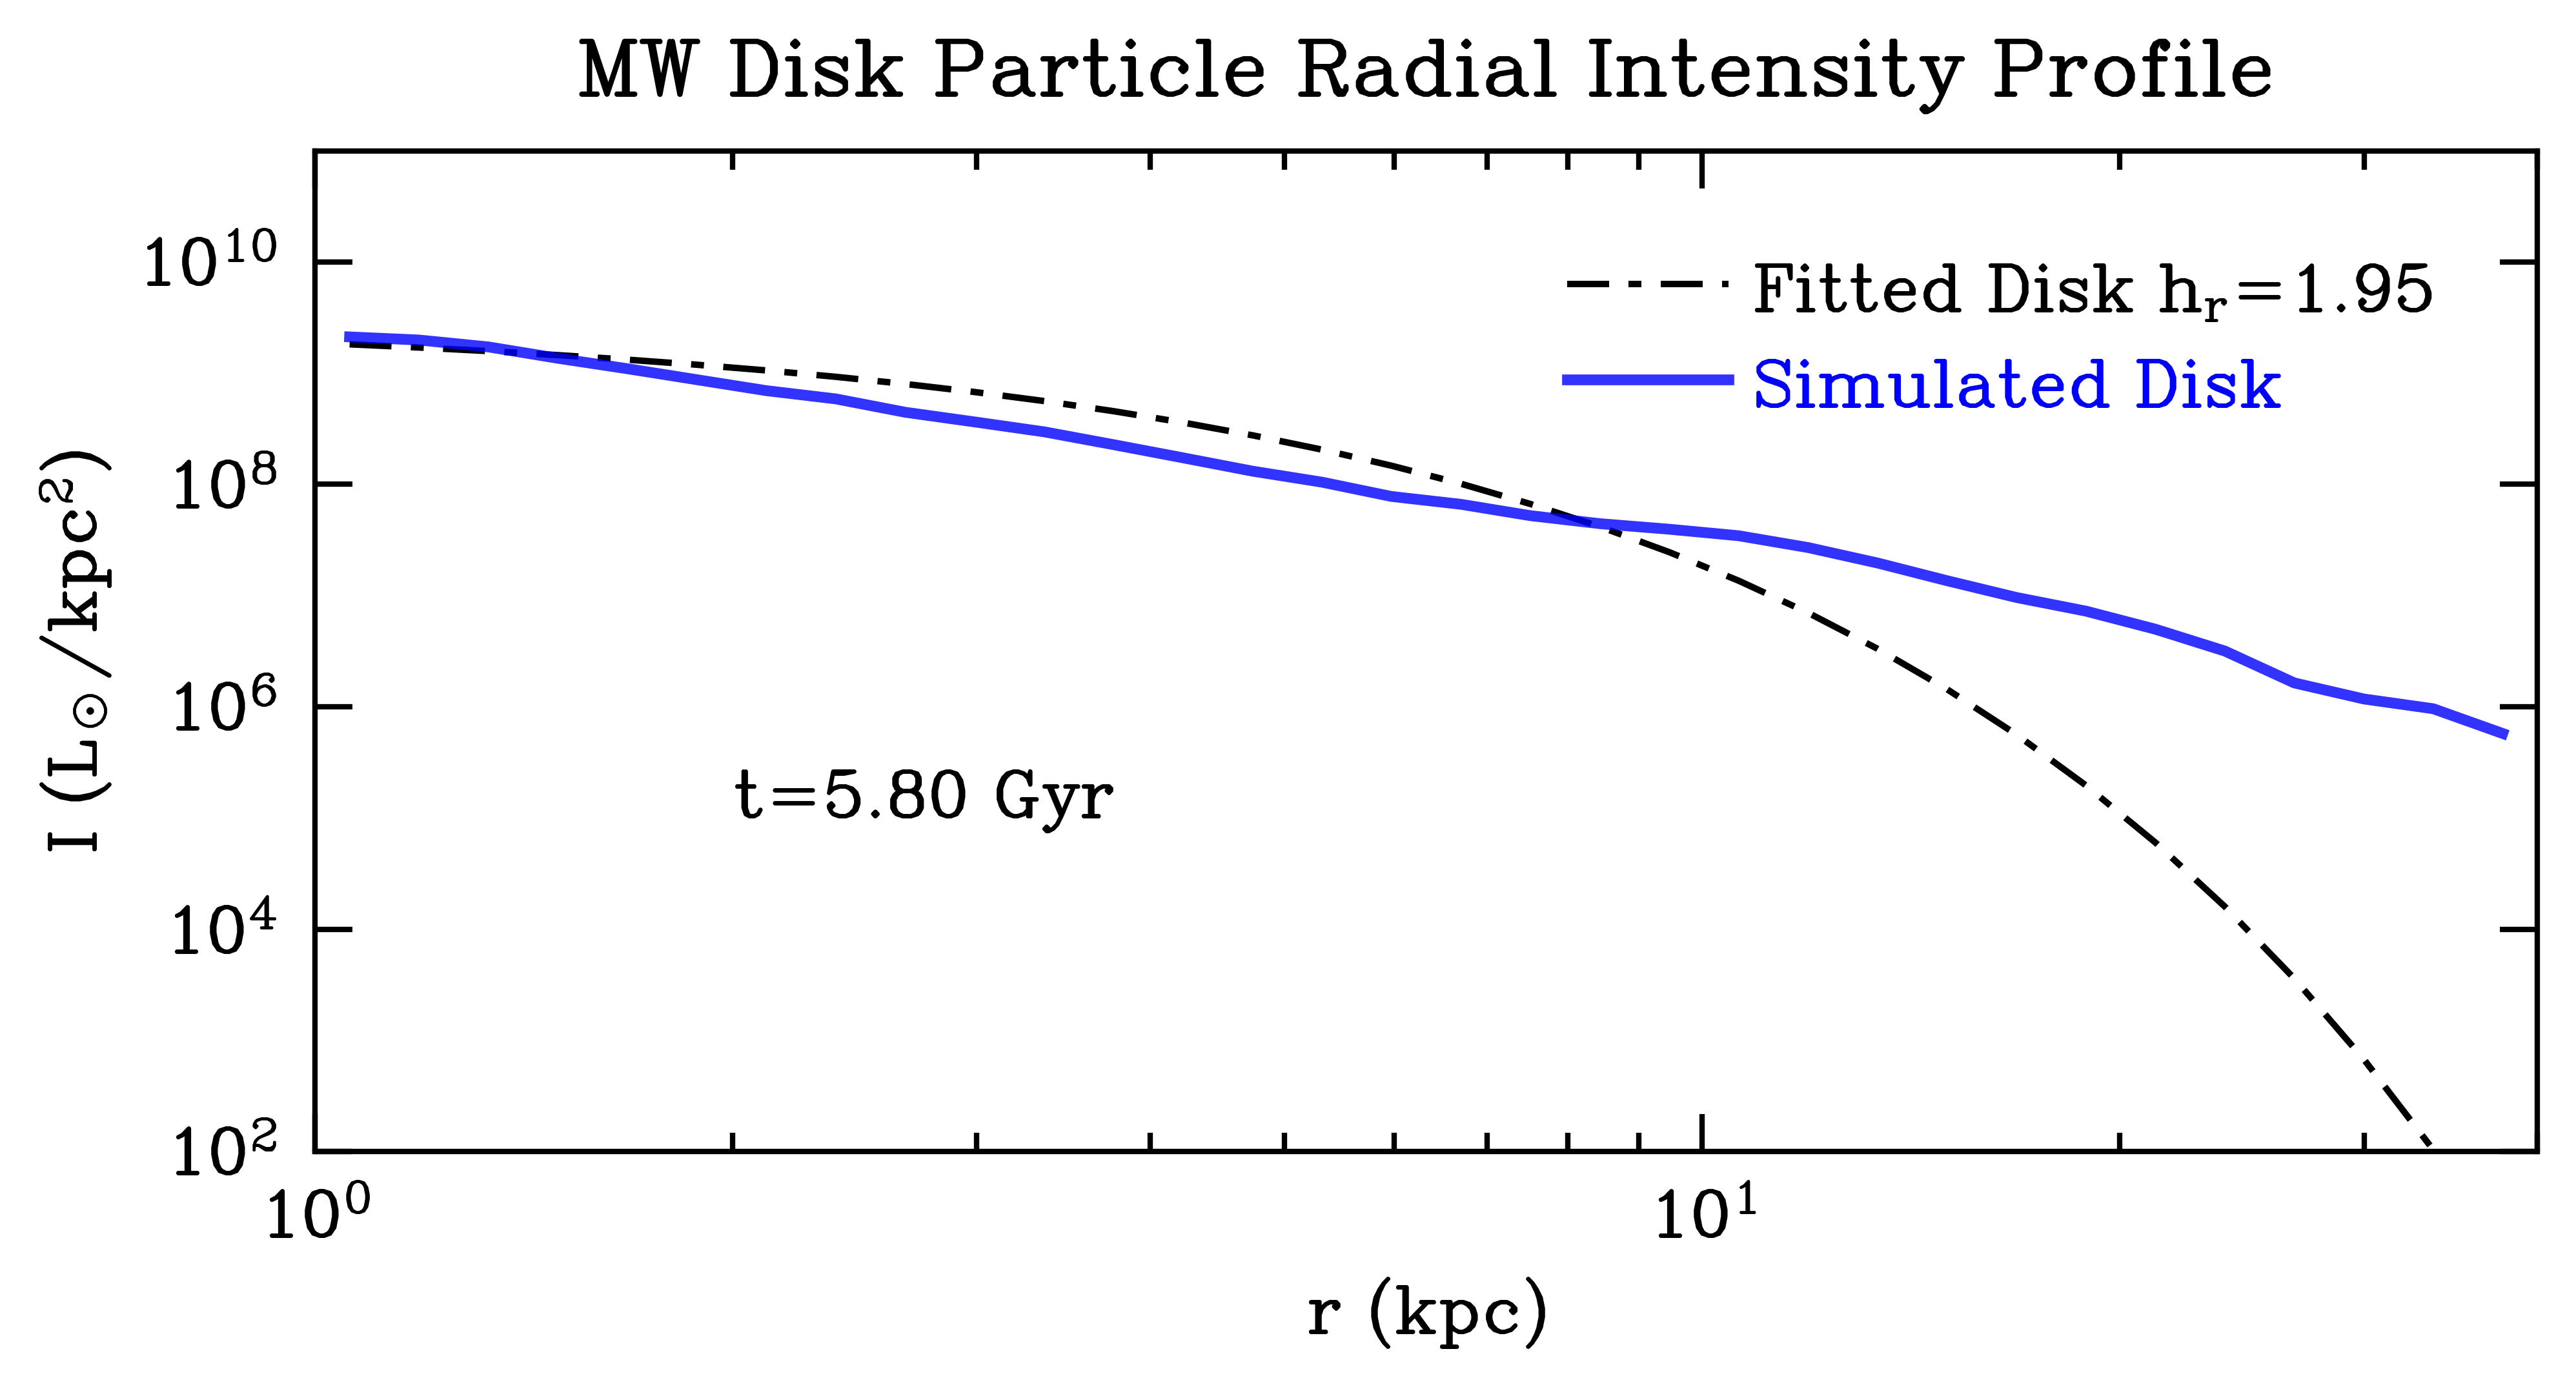 MW Disk Particle Radial Intensity Profile
I (L☉/kpc²)
10¹⁰
10⁸
10⁶
10⁴
10²
Fitted Disk hᵣ=1.95
Simulated Disk
t=5.80 Gyr
10⁰
10¹
r (kpc)